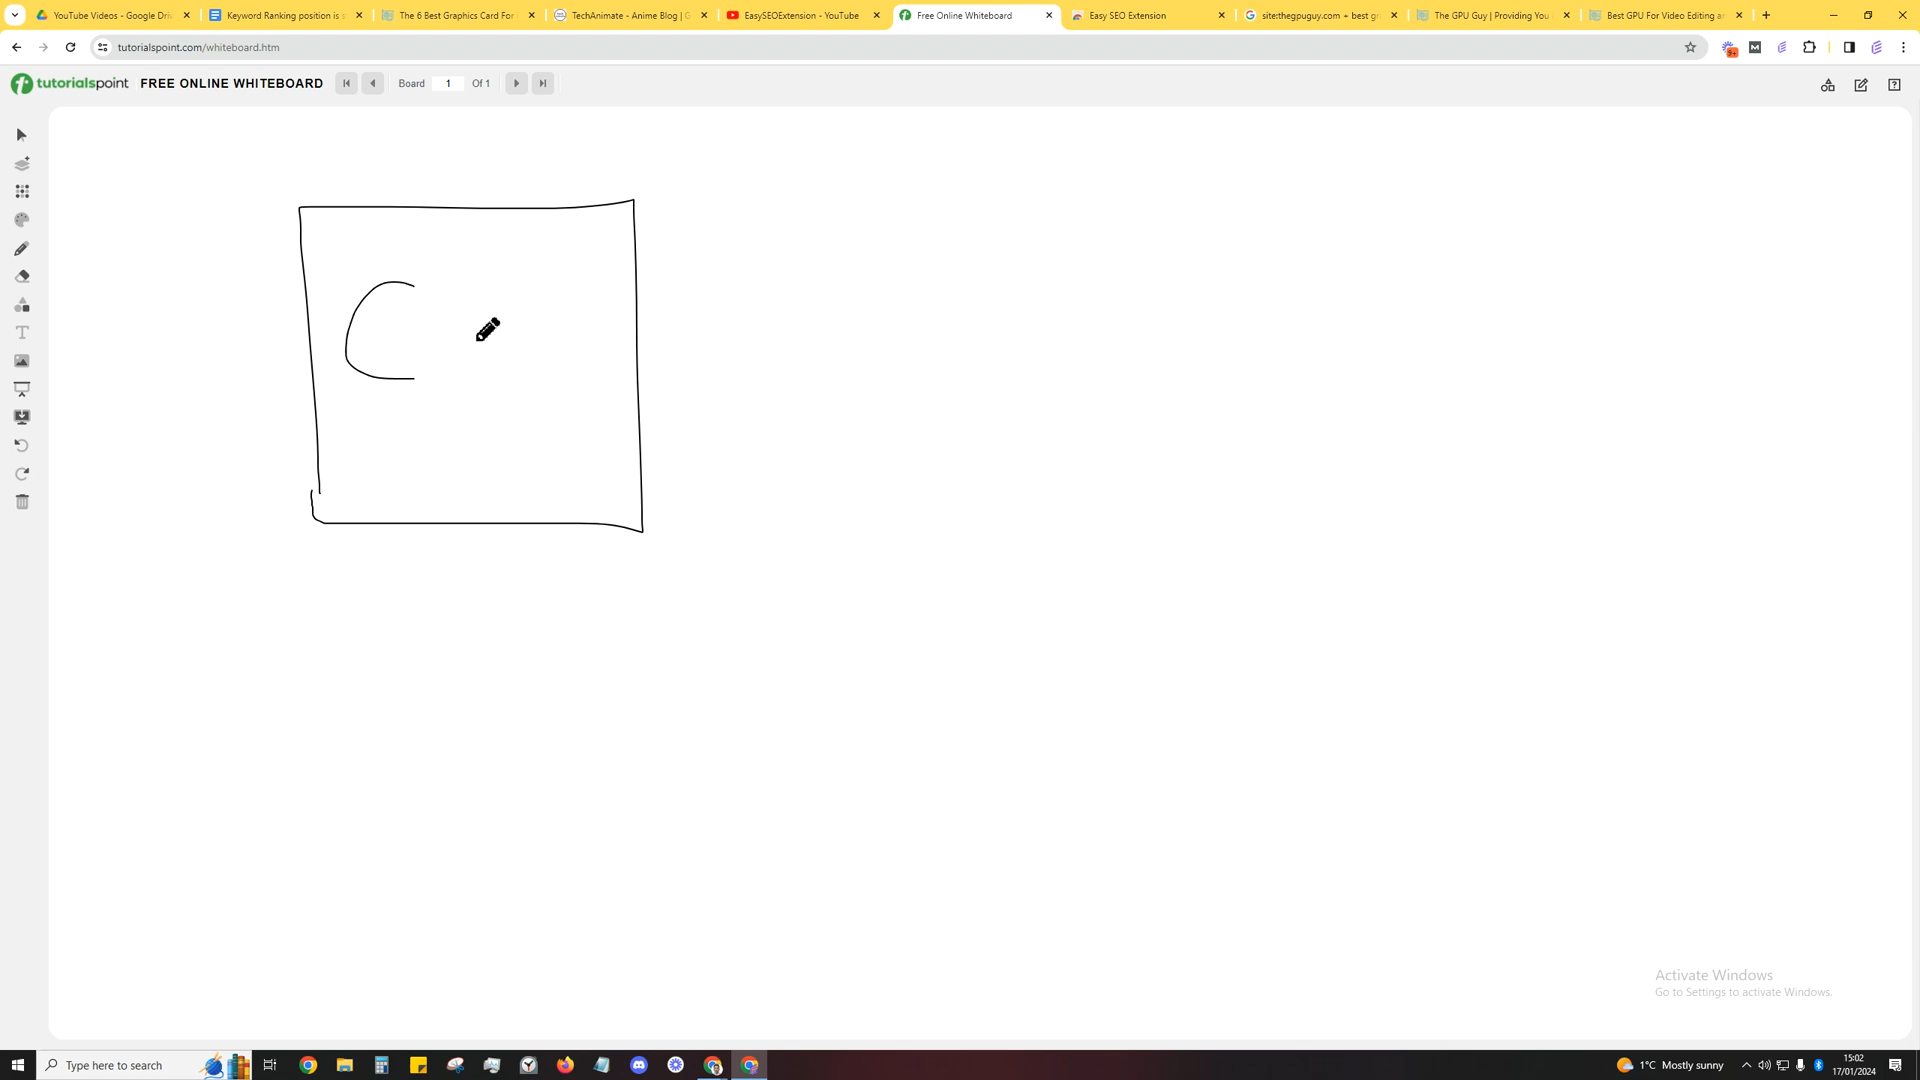 YouTube Videos - Google Dri
Keyword Ranking position is s
The 6 Best Graphics Card For
TechAnimate - Anime Blog | G
EasySEOExtension - YouTube
Free Online Whiteboard
Easy SEO Extension
site:thegpuguy.com + best gr
The GPU Guy | Providing You
Best GPU For Video Editing an
tutorialspoint.com/whiteboard.htm
9+
M
tutorialspoint FREE ONLINE WHITEBOARD Board 1 Of 1
C
Activate Windows
Go to Settings to activate Windows.
Type here to search
1°C Mostly sunny
15:02
17/01/2024